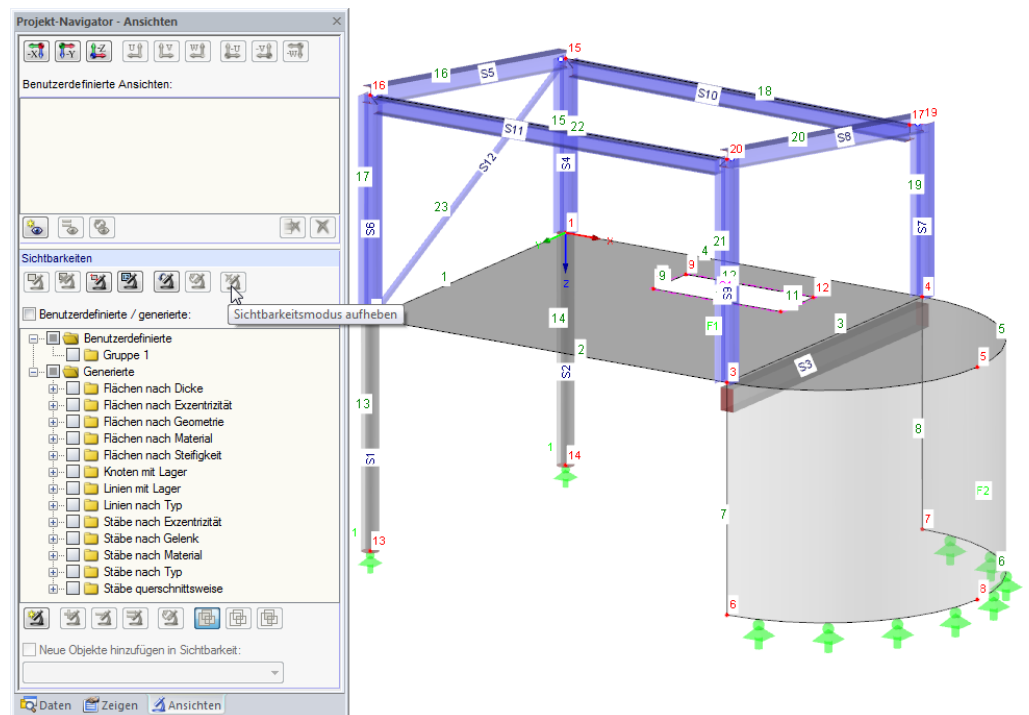 Projekt-Navigator - Ansichten
-X -Y -Z U V W -U -V -W
Benutzerdefinierte Ansichten:
Sichtbarkeiten
Sichtbarkeitsmodus aufheben
Benutzerdefinierte / generierte:
Benutzerdefinierte
Gruppe 1
Generierte
Flächen nach Dicke
Flächen nach Exzentrizität
Flächen nach Geometrie
Flächen nach Material
Flächen nach Steifigkeit
Knoten mit Lager
Linien mit Lager
Linien nach Typ
Stäbe nach Exzentrizität
Stäbe nach Gelenk
Stäbe nach Material
Stäbe nach Typ
Stäbe querschnittsweise
Neue Objekte hinzufügen in Sichtbarkeit:
Daten Zeigen Ansichten
15
16 S5
16
S10 18
1719
S11
15 22
20 S8
20
S12
S4
17
19
23
S6
S7
1
x
Y
21
4
z
9
9
12
S9
11
12
4
1
14
F1
3
5
2
5
S3
3
S2
13
8
S1
1
14
F2
7
1
13
7
6
8
6